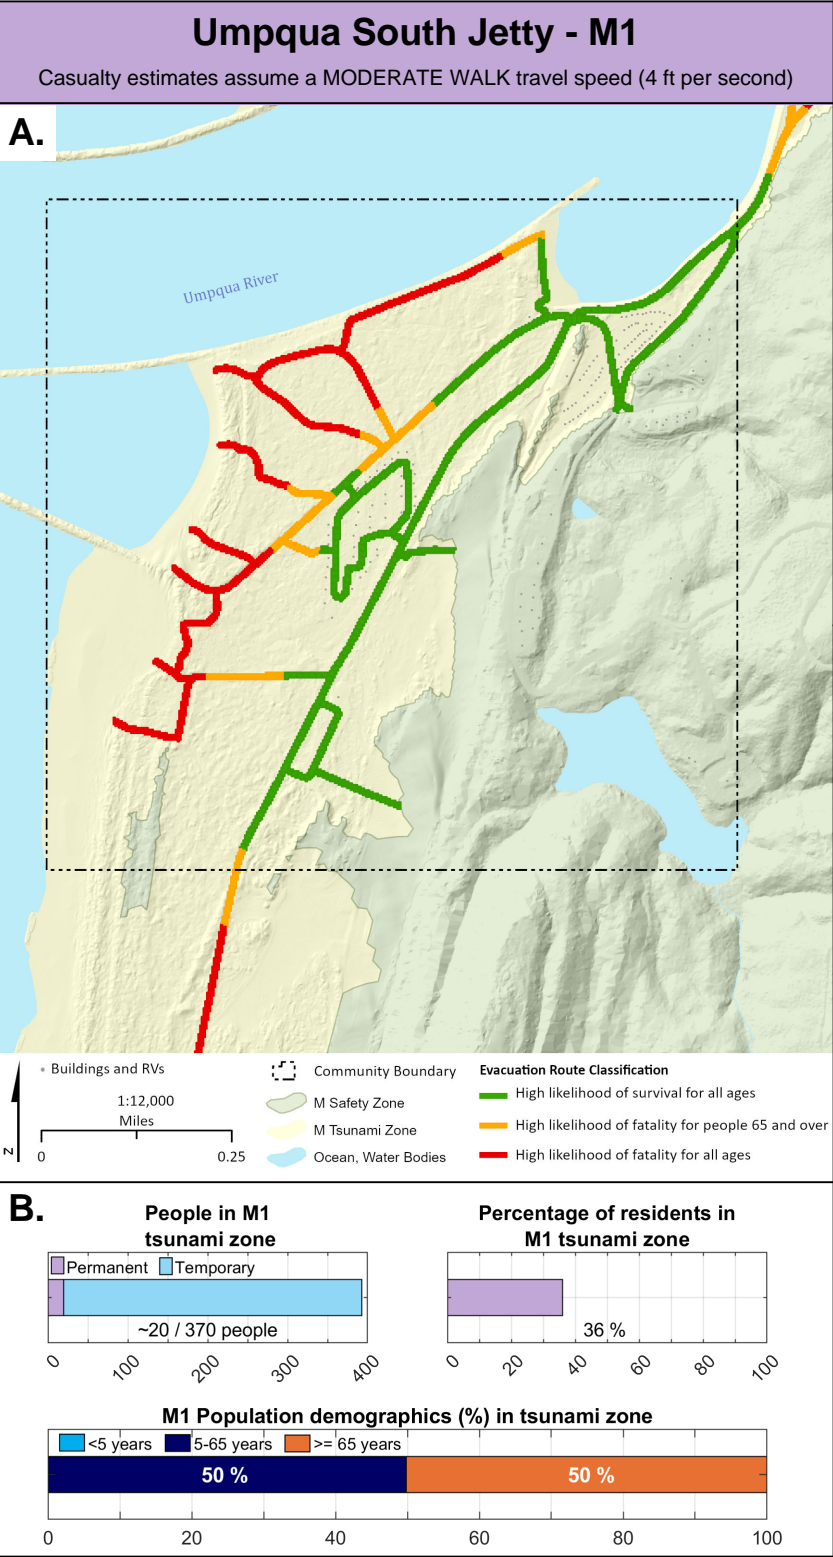 Umpqua South Jetty - M1
Casualty estimates assume a MODERATE WALK travel speed (4 ft per second)
A.
Umpqua River
Buildings and RVs
1:12,000
Miles
0 0.25
N
Community Boundary
M Safety Zone
M Tsunami Zone
Ocean, Water Bodies
Evacuation Route Classification
High likelihood of survival for all ages
High likelihood of fatality for people 65 and over
High likelihood of fatality for all ages
B.
People in M1
tsunami zone
Permanent Temporary
~20 / 370 people
0 100 200 300 400
Percentage of residents in
M1 tsunami zone
36 %
0 20 40 60 80 100
M1 Population demographics (%) in tsunami zone
<5 years 5-65 years >= 65 years
50 % 50 %
0 20 40 60 80 100